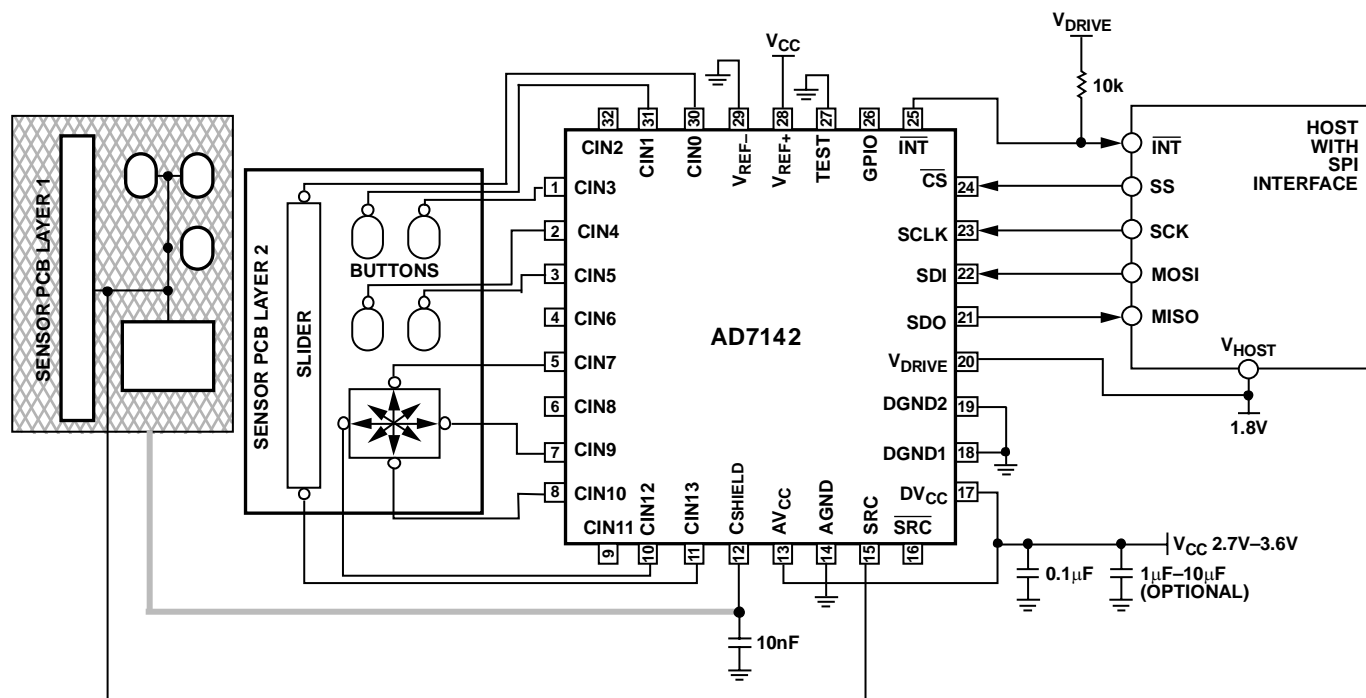 VDRIVE
VCC
10k
HOST
WITH
SPI
INTERFACE
32
31
30
29
28
27
26
25
CIN2
CIN1
CIN0
VREF–
VREF+
TEST
GPIO
INT
INT
SENSOR PCB LAYER 1
SENSOR PCB LAYER 2
SLIDER
BUTTONS
1 CIN3
2 CIN4
3 CIN5
4 CIN6
5 CIN7
6 CIN8
7 CIN9
8 CIN10
AD7142
CS 24
SS
SCLK 23
SCK
SDI 22
MOSI
SDO 21
MISO
VDRIVE 20
VHOST
1.8V
DGND2 19
DGND1 18
DVCC 17
CIN11
CIN12
CIN13
CSHIELD
AVCC
AGND
SRC
SRC
9
10
11
12
13
14
15
16
VCC 2.7V–3.6V
0.1µF
1µF–10µF
(OPTIONAL)
10nF